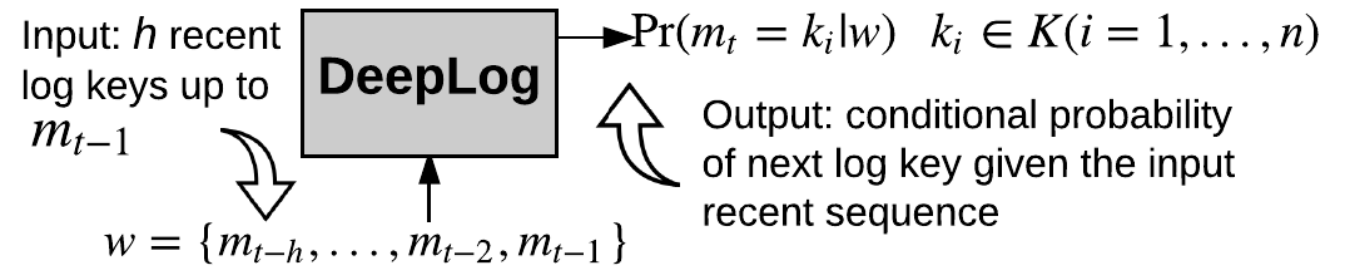 Input: h recent
log keys up to
m_{t−1}
DeepLog
Pr(m_t = k_i|w) k_i ∈ K(i = 1, . . . , n)
Output: conditional probability
of next log key given the input
recent sequence
w = {m_{t−h}, . . . , m_{t−2}, m_{t−1}}